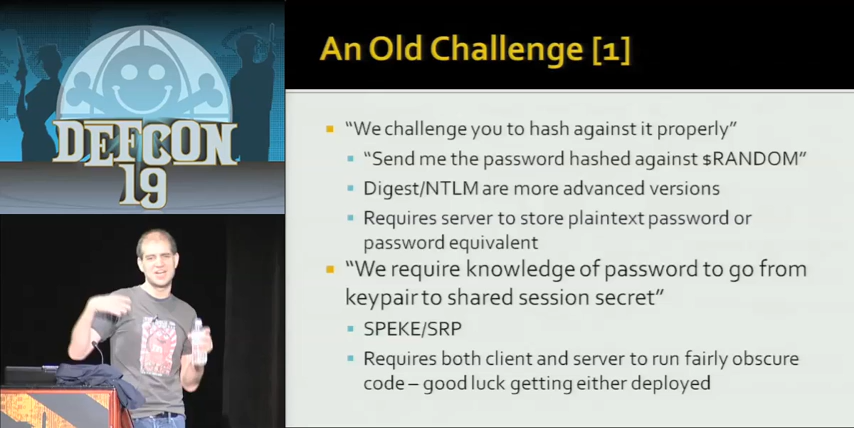 DEFCON
19
An Old Challenge [1]
“We challenge you to hash against it properly”
“Send me the password hashed against $RANDOM”
Digest/NTLM are more advanced versions
Requires server to store plaintext password or
password equivalent
“We require knowledge of password to go from
keypair to shared session secret”
SPEKE/SRP
Requires both client and server to run fairly obscure
code – good luck getting either deployed